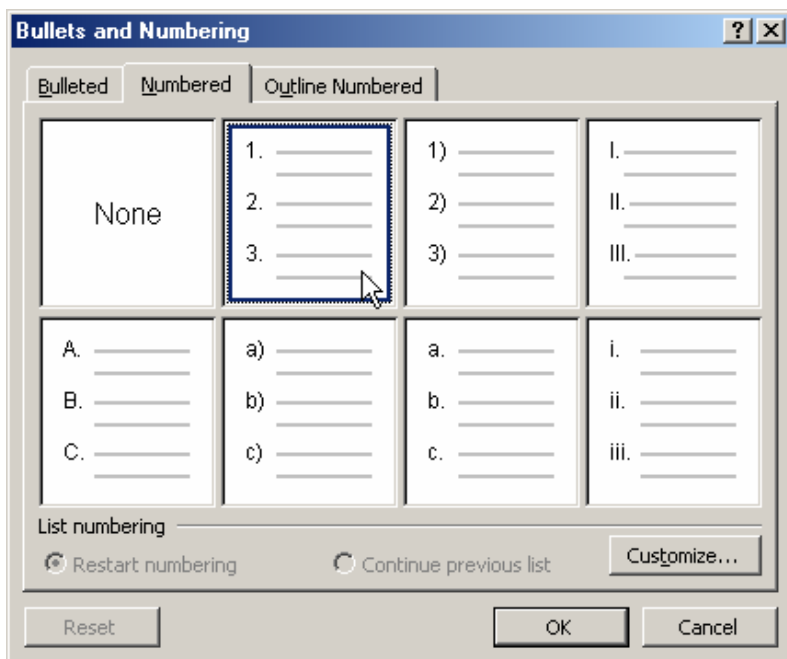 Bullets and Numbering ? X
Bulleted Numbered Outline Numbered
None 1. 1) I.
2. 2) II.
3. 3) III.
A. a) a. i.
B. b) b. ii.
C. c) c. iii.
List numbering
Restart numbering Continue previous list Customize...
Reset OK Cancel